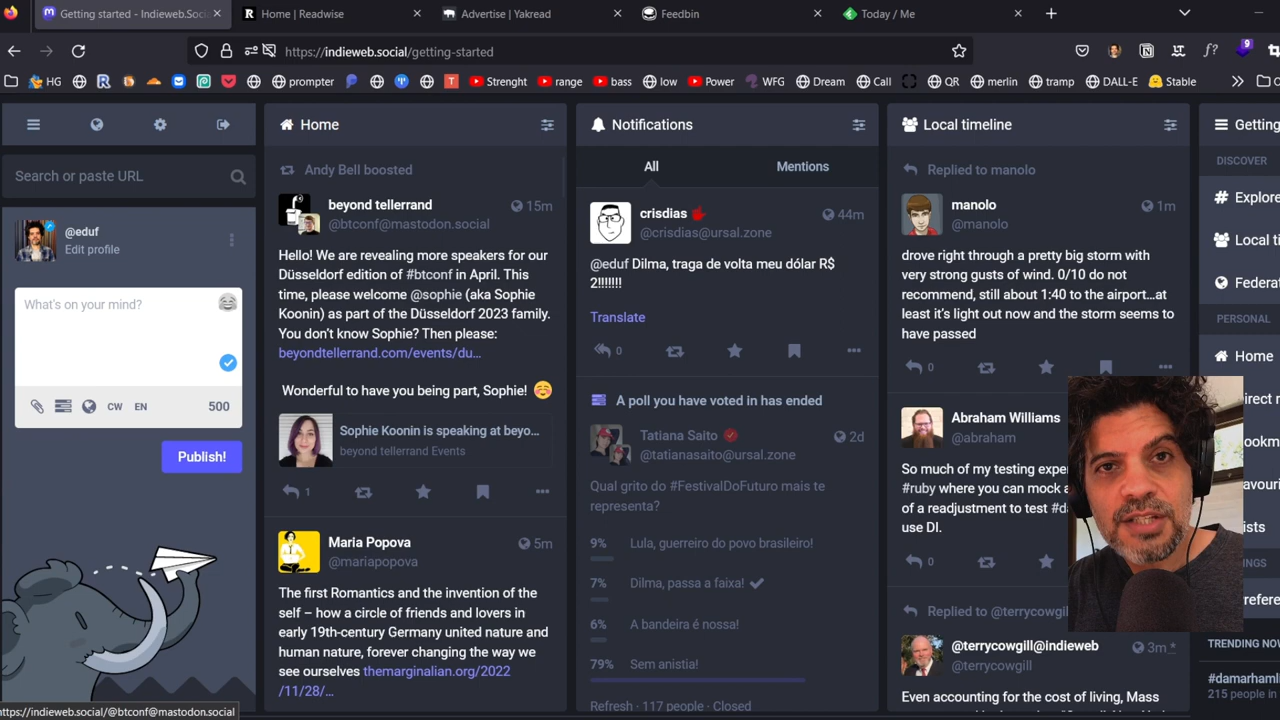 Getting started - Indieweb.Soci
Home | Readwise
Advertise | Yakread
Feedbin
Today / Me
https://indieweb.social/getting-started
9
HG
prompter
Strenght
range
bass
low
Power
WFG
Dream
Call
QR
merlin
tramp
DALL-E
Stable
Search or paste URL
@eduf
Edit profile
What's on your mind?
CW
EN
500
Publish!
https://indieweb.social/@btconf@mastodon.social
Home
Andy Bell boosted
beyond tellerrand
15m
@btconf@mastodon.social
Hello! We are revealing more speakers for our
Düsseldorf edition of #btconf in April. This
time, please welcome @sophie (aka Sophie
Koonin) as part of the Düsseldorf 2023 family.
You don't know Sophie? Then please:
beyondtellerrand.com/events/du…
Wonderful to have you being part, Sophie!
Sophie Koonin is speaking at beyo…
beyond tellerrand Events
1
Maria Popova
5m
@mariapopova
The first Romantics and the invention of the
self – how a circle of friends and lovers in
early 19th-century Germany united nature and
human nature, forever changing the way we
see ourselves themarginalian.org/2022
/11/28/…
Notifications
All
Mentions
crisdias
44m
@crisdias@ursal.zone
@eduf Dilma, traga de volta meu dólar R$
2!!!!!!!
Translate
0
A poll you have voted in has ended
Tatiana Saito
2d
@tatianasaito@ursal.zone
Qual grito do #FestivalDoFuturo mais te
representa?
9% Lula, guerreiro do povo brasileiro!
7% Dilma, passa a faixa!
6% A bandeira é nossa!
79% Sem anistia!
Refresh · 117 people · Closed
Local timeline
Replied to manolo
manolo
1m
@manolo
drove right through a pretty big storm with
very strong gusts of wind. 0/10 do not
recommend, still about 1:40 to the airport…at
least it's light out now and the storm seems to
have passed
0
Abraham Williams
@abraham
So much of my testing expe
#ruby where you can mock a
of a readjustment to test #da
use DI.
0
Replied to @terrycowgil
@terrycowgill@indieweb
3m *
@terrycowgill
Even accounting for the cost of living, Mass
Getting
DISCOVER
Explore
Local ti
Federa
PERSONAL
Home
irect m
ookm
avouri
ists
NGS
refere
TRENDING NOW
#damarhamli
215 people in